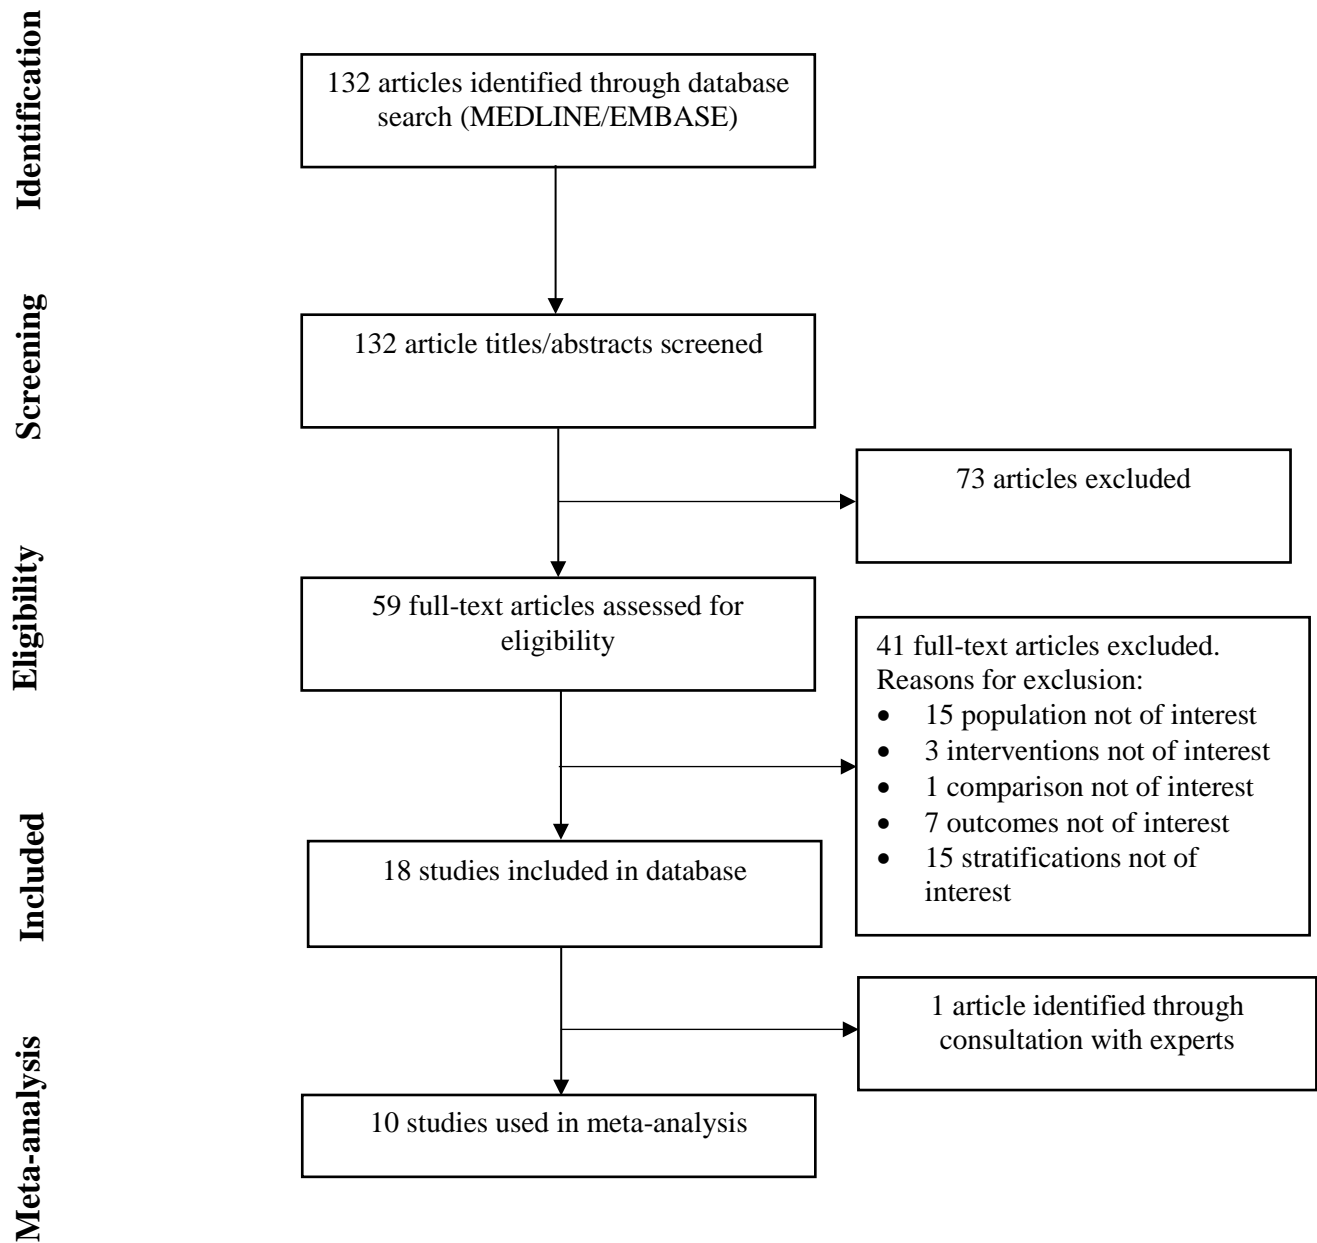 Identification
132 articles identified through database
search (MEDLINE/EMBASE)
Screening
132 article titles/abstracts screened
73 articles excluded
Eligibility
59 full-text articles assessed for
eligibility
41 full-text articles excluded.
Reasons for exclusion:
• 15 population not of interest
• 3 interventions not of interest
• 1 comparison not of interest
• 7 outcomes not of interest
• 15 stratifications not of
interest
Included
18 studies included in database
1 article identified through
consultation with experts
Meta-analysis
10 studies used in meta-analysis